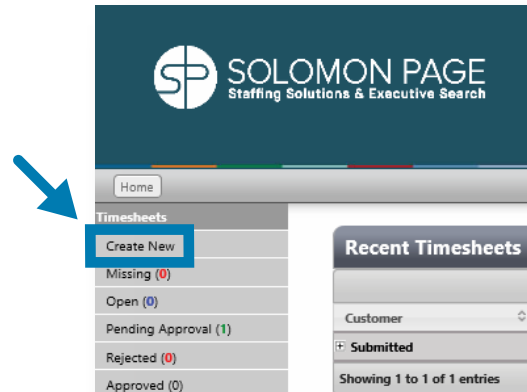 SP
SOLOMON PAGE
Staffing Solutions & Executive Search
Home
Timesheets
Create New
Missing (0)
Open (0)
Pending Approval (1)
Rejected (0)
Approved (0)
Recent Timesheets
Customer
Submitted
Showing 1 to 1 of 1 entries